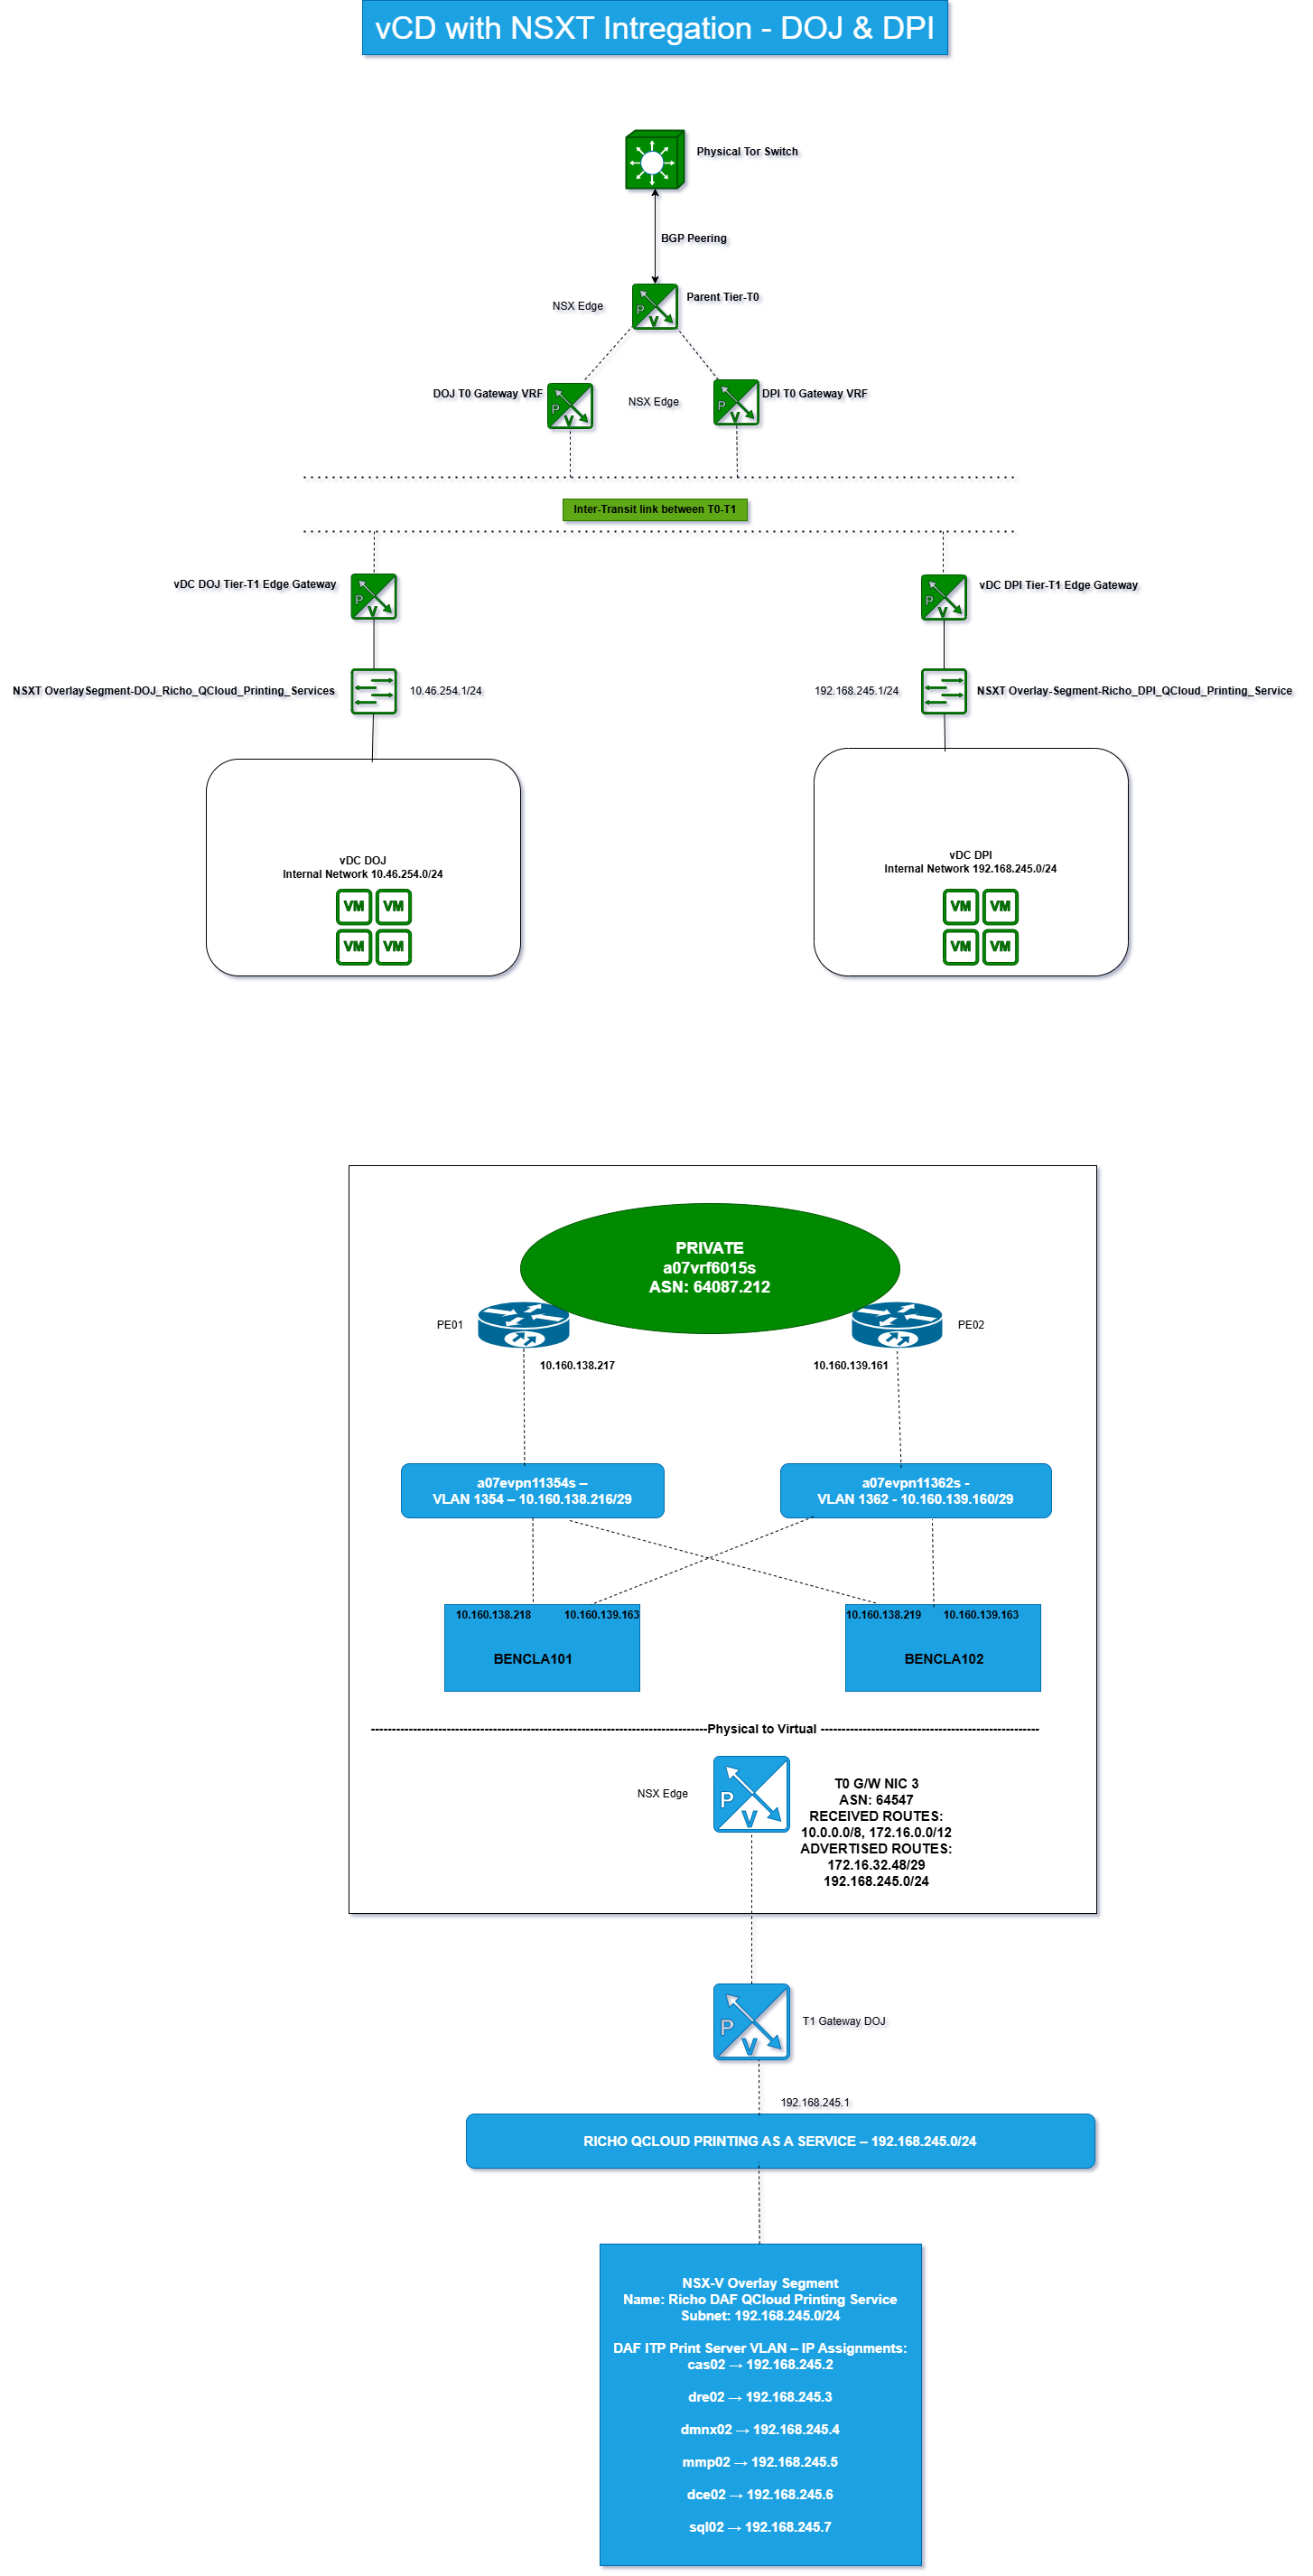 vCD with NSXT Intregation - DOJ & DPI
Physical Tor Switch
BGP Peering
NSX Edge
Parent Tier-T0
P
V
DOJ T0 Gateway VRF
P
V
NSX Edge
P
V
DPI T0 Gateway VRF
Inter-Transit link between T0-T1
vDC DOJ Tier-T1 Edge Gateway
P
V
P
V
vDC DPI Tier-T1 Edge Gateway
NSXT OverlaySegment-DOJ_Richo_QCloud_Printing_Services
10.46.254.1/24
192.168.245.1/24
NSXT Overlay-Segment-Richo_DPI_QCloud_Printing_Service
vDC DOJ
Internal Network 10.46.254.0/24
VM VM
VM VM
vDC DPI
Internal Network 192.168.245.0/24
VM VM
VM VM
PRIVATE
a07vrf6015s
ASN: 64087.212
PE01
PE02
10.160.138.217
10.160.139.161
a07evpn11354s –
VLAN 1354 – 10.160.138.216/29
a07evpn11362s -
VLAN 1362 - 10.160.139.160/29
10.160.138.218
10.160.139.163
BENCLA101
10.160.138.219
10.160.139.163
BENCLA102
Physical to Virtual
NSX Edge
P
V
T0 G/W NIC 3
ASN: 64547
RECEIVED ROUTES:
10.0.0.0/8, 172.16.0.0/12
ADVERTISED ROUTES:
172.16.32.48/29
192.168.245.0/24
P
V
T1 Gateway DOJ
192.168.245.1
RICHO QCLOUD PRINTING AS A SERVICE – 192.168.245.0/24
NSX-V Overlay Segment
Name: Richo DAF QCloud Printing Service
Subnet: 192.168.245.0/24
DAF ITP Print Server VLAN – IP Assignments:
cas02 → 192.168.245.2
dre02 → 192.168.245.3
dmnx02 → 192.168.245.4
mmp02 → 192.168.245.5
dce02 → 192.168.245.6
sql02 → 192.168.245.7